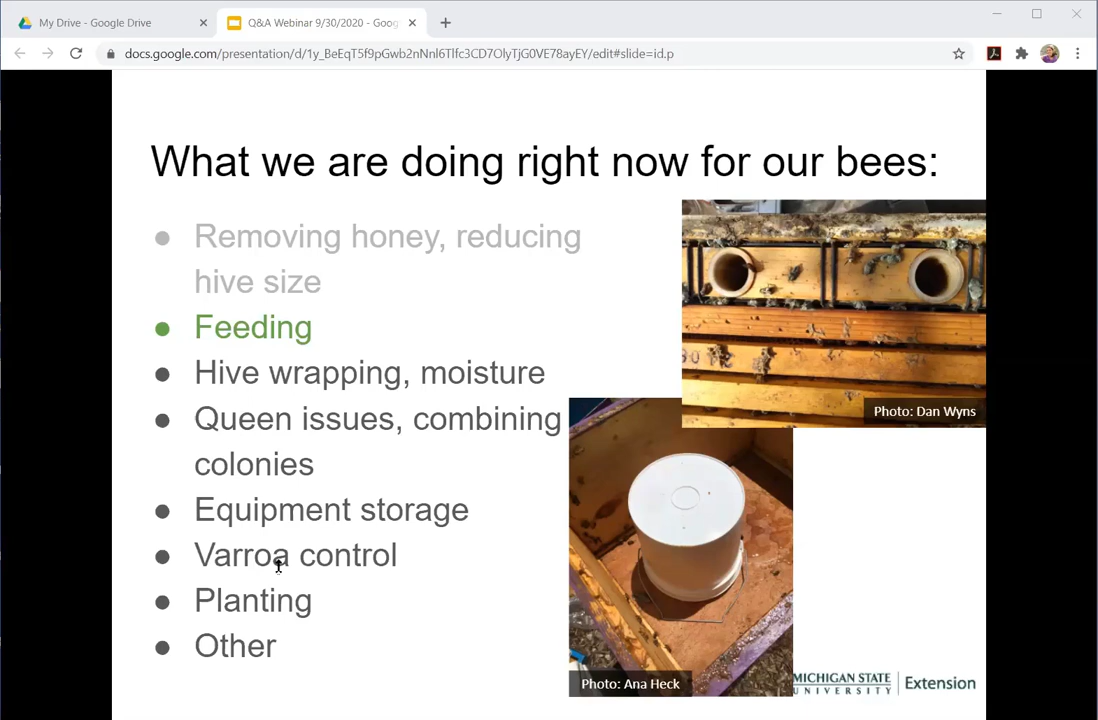 My Drive - Google Drive
Q&A Webinar 9/30/2020 - Goog
docs.google.com/presentation/d/1y_BeEqT5f9pGwb2nNnl6Tlfc3CD7OlyTjG0VE78ayEY/edit#slide=id.p
What we are doing right now for our bees:
Removing honey, reducing
hive size
Feeding
Hive wrapping, moisture
Queen issues, combining
colonies
Equipment storage
Varroa control
Planting
Other
Photo: Dan Wyns
Photo: Ana Heck
MICHIGAN STATE
UNIVERSITY
Extension